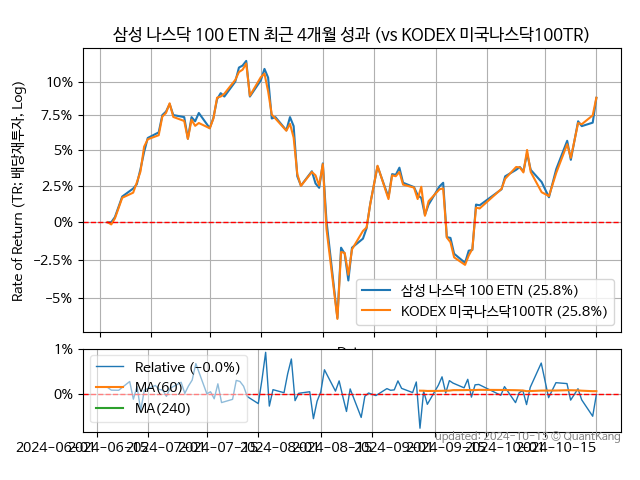 삼성 나스닥 100 ETN 최근 4개월 성과 (vs KODEX 미국나스닥100TR)
Rate of Return (TR: 배당재투자, Log)
10%
7.5%
5%
2.5%
0%
−2.5%
−5%
삼성 나스닥 100 ETN (25.8%)
KODEX 미국나스닥100TR (25.8%)
1%
0%
Relative (−0.0%)
MA(60)
MA(240)
updated: 2024-10-15 © QuantKang
2024−06−01
2024−06−15
2024−07−01
2024−07−15
2024−08−01
2024−08−15
2024−09−01
2024−09−15
2024−10−01
2024−10−15